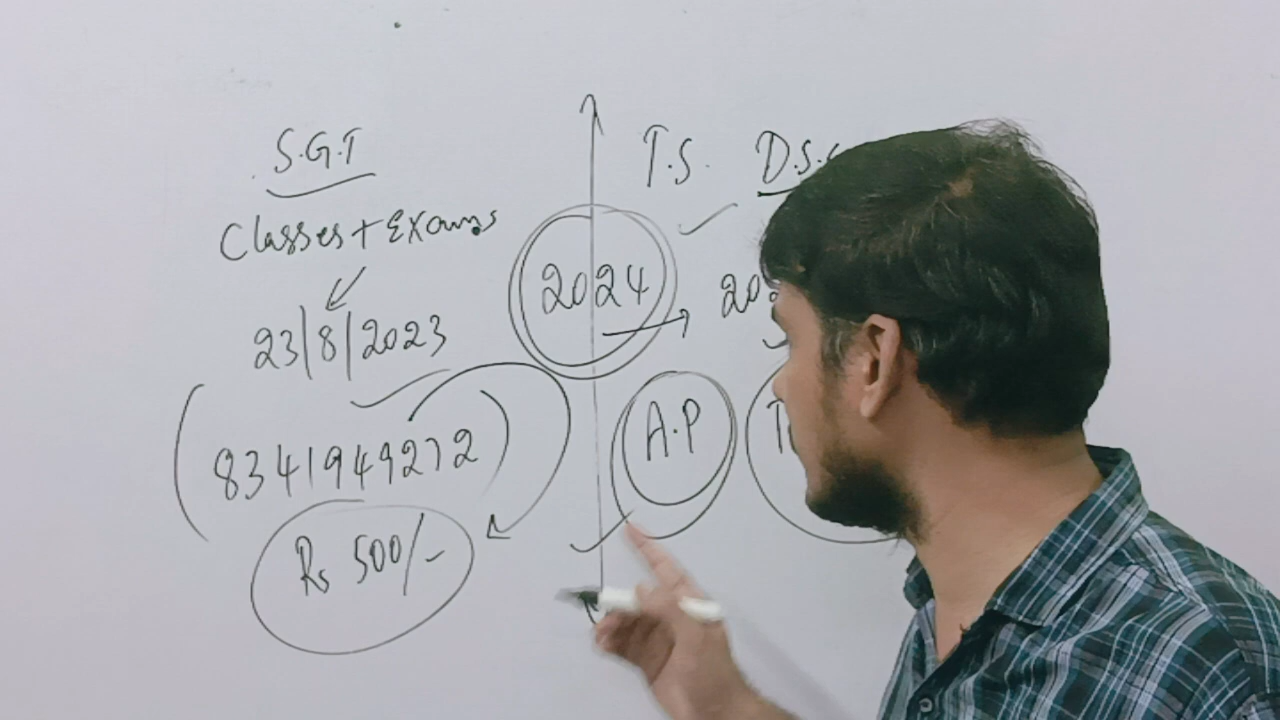 S.G.T
Classes + Exams
23/8/2023
(8341949272)
Rs 500/-
T.S. D.S.
2024
A.P